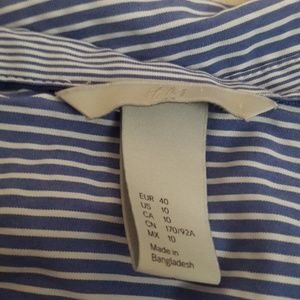 H&M
EUR 40
US 10
CA 10
CN 170/92A
MX 10
Made in
Bangladesh